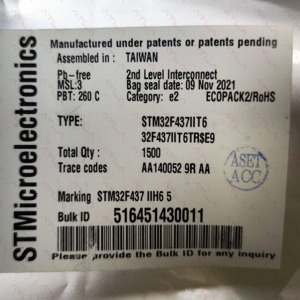 STMicroelectronics
Manufactured under patents or patents pending
Assembled in : TAIWAN
Pb-free 2nd Level Interconnect
MSL:3 Bag seal date: 09 Nov 2021
PBT: 260 C Category: e2 ECOPACK2/RoHS
TYPE: STM32F437IIT6
32F437IIT6TR$E9
Total Qty : 1500
Trace codes AA140052 9R AA
ASET
ACC
Marking STM32F437 IIH6 5
Bulk ID 516451430011
Please provide the Bulk ID for any inquiry